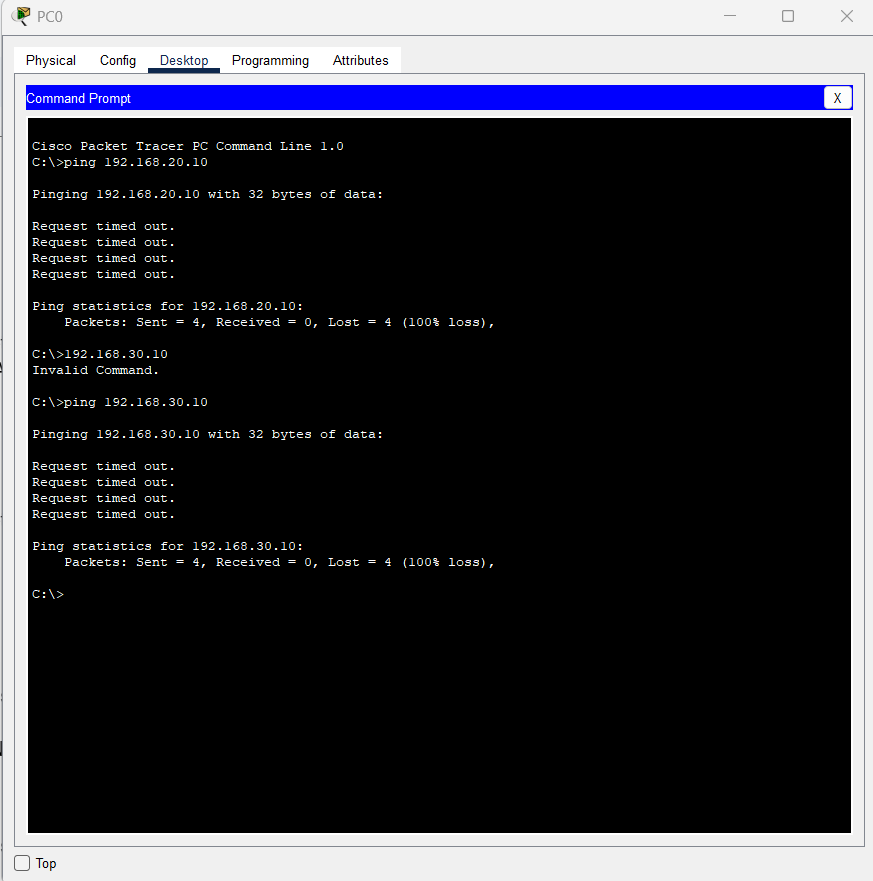 PC0
Physical Config Desktop Programming Attributes
Command Prompt
X
Cisco Packet Tracer PC Command Line 1.0
C:\>ping 192.168.20.10
Pinging 192.168.20.10 with 32 bytes of data:
Request timed out.
Request timed out.
Request timed out.
Request timed out.
Ping statistics for 192.168.20.10:
Packets: Sent = 4, Received = 0, Lost = 4 (100% loss),
C:\>192.168.30.10
Invalid Command.
C:\>ping 192.168.30.10
Pinging 192.168.30.10 with 32 bytes of data:
Request timed out.
Request timed out.
Request timed out.
Request timed out.
Ping statistics for 192.168.30.10:
Packets: Sent = 4, Received = 0, Lost = 4 (100% loss),
C:\>
Top